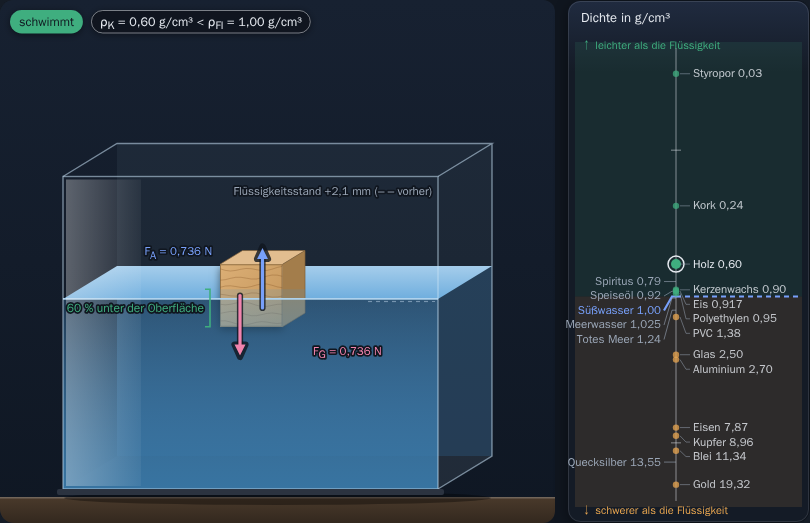 schwimmt
ρK = 0,60 g/cm³ < ρFl = 1,00 g/cm³
Flüssigkeitsstand +2,1 mm (– – vorher)
FA = 0,736 N
60 % unter der Oberfläche
FG = 0,736 N
Dichte in g/cm³
↑ leichter als die Flüssigkeit
Styropor 0,03
Kork 0,24
Holz 0,60
Spiritus 0,79
Kerzenwachs 0,90
Speiseöl 0,92
Eis 0,917
Süßwasser 1,00
Polyethylen 0,95
Meerwasser 1,025
PVC 1,38
Totes Meer 1,24
Glas 2,50
Aluminium 2,70
Eisen 7,87
Kupfer 8,96
Blei 11,34
Quecksilber 13,55
Gold 19,32
↓ schwerer als die Flüssigkeit